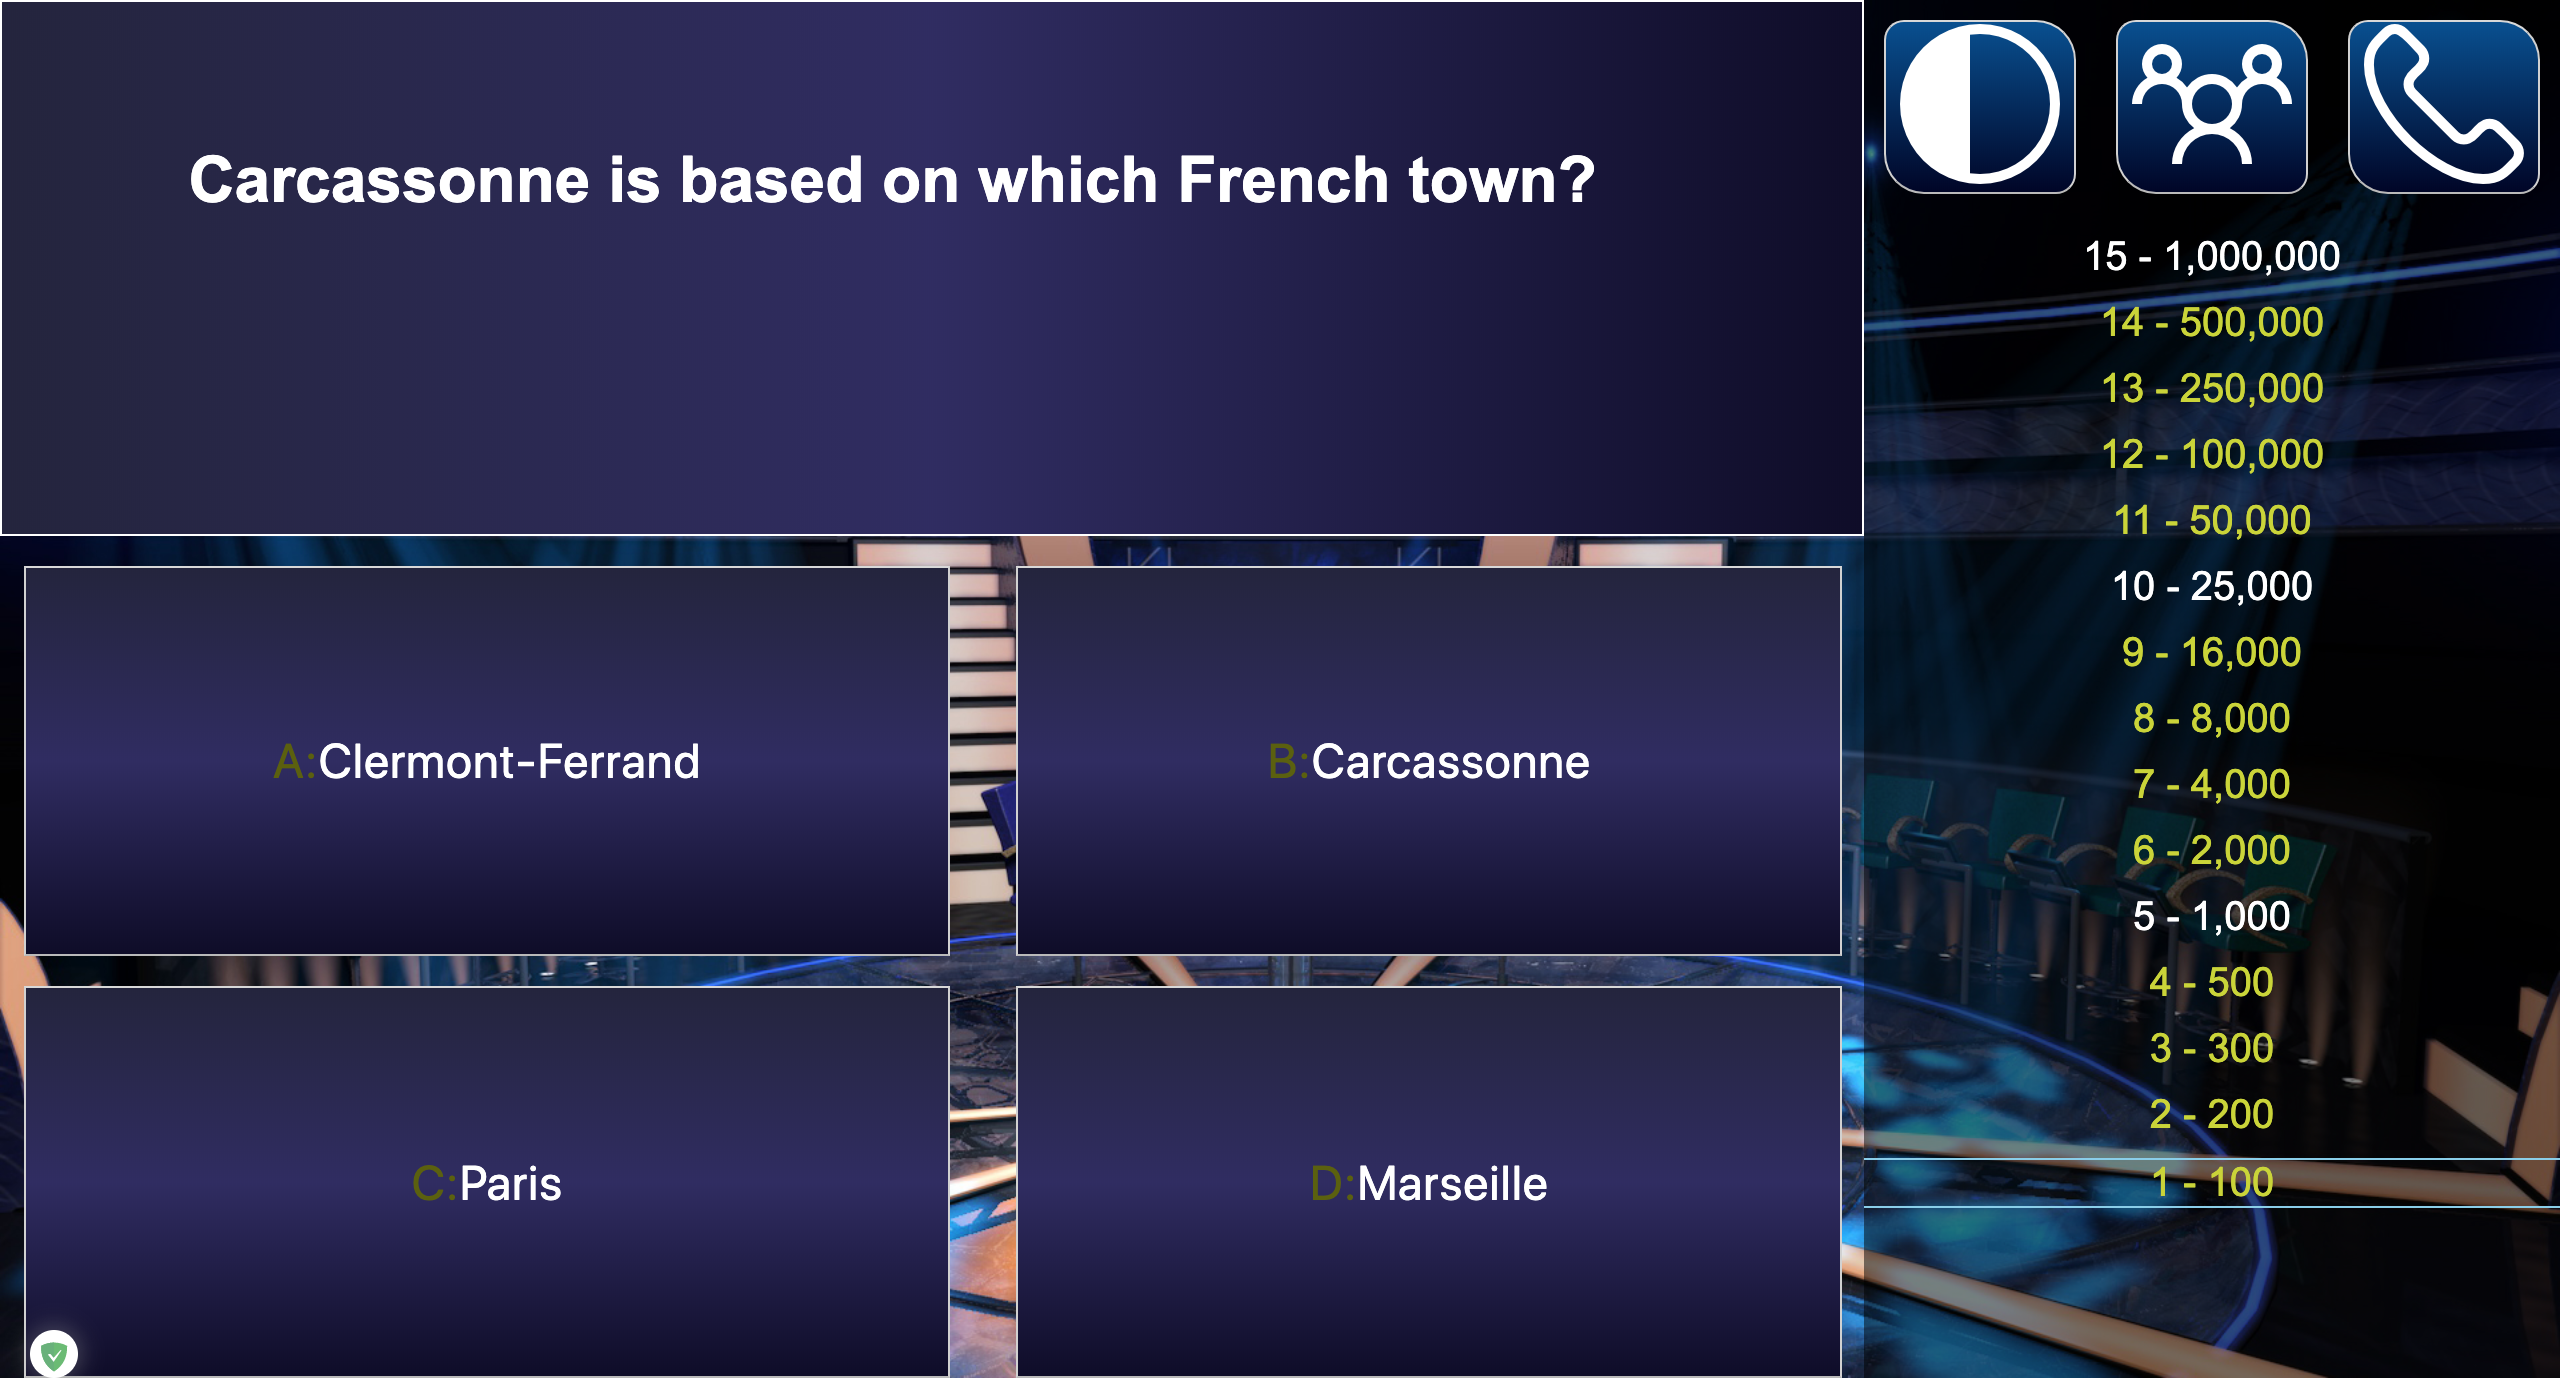 Carcassonne is based on which French town?
A:Clermont-Ferrand
B:Carcassonne
C:Paris
D:Marseille
15 - 1,000,000
14 - 500,000
13 - 250,000
12 - 100,000
11 - 50,000
10 - 25,000
9 - 16,000
8 - 8,000
7 - 4,000
6 - 2,000
5 - 1,000
4 - 500
3 - 300
2 - 200
1 - 100